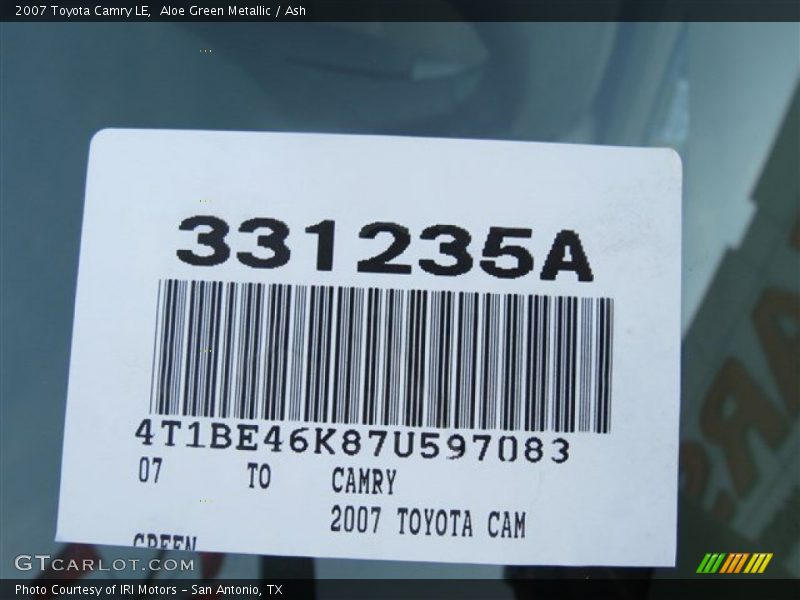 2007 Toyota Camry LE, Aloe Green Metallic / Ash
331235A
4T1BE46K87U597083
07 TO CAMRY
2007 TOYOTA CAM
GREEN
GTCARLOT.COM
Photo Courtesy of IRI Motors - San Antonio, TX